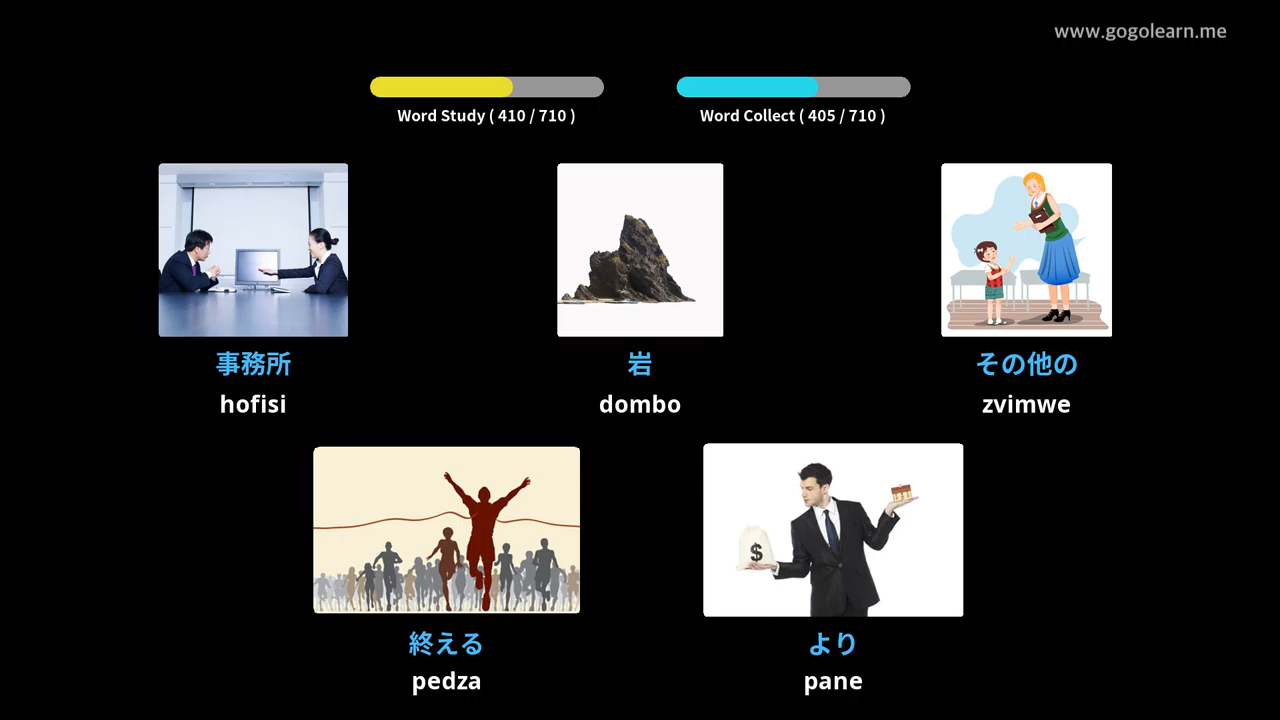 www.gogolearn.me
Word Study ( 410 / 710 )
Word Collect ( 405 / 710 )
事務所
hofisi
岩
dombo
その他の
zvimwe
$
終える
pedza
より
pane